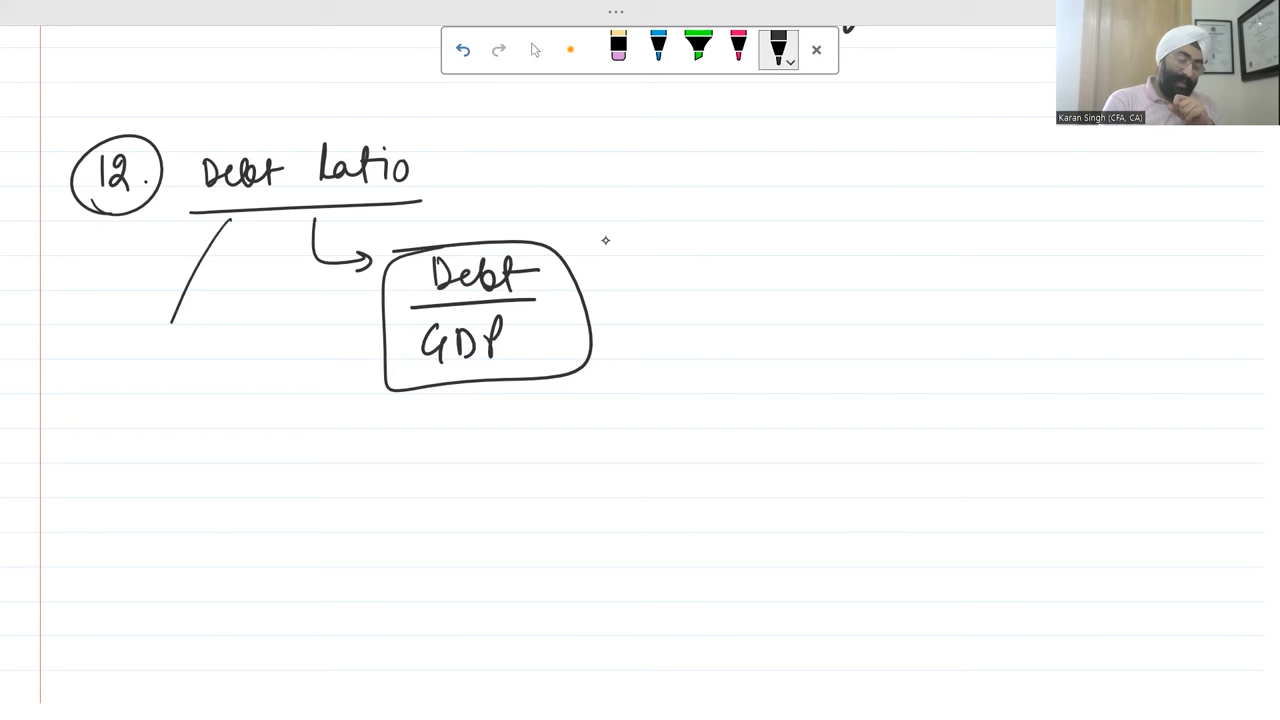 Karan Singh (CFA, CA)
12. Debt Ratio
Debt
GDP